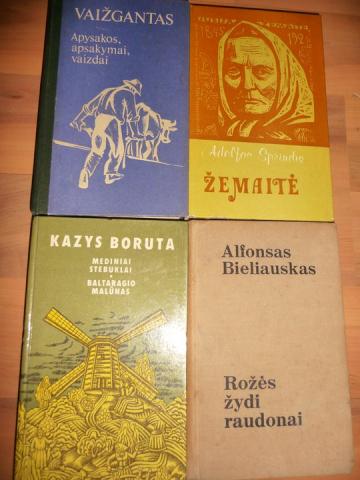 VAIŽGANTAS
Apysakos,
apsakymai,
vaizdai
1845
Adolfas Sprindis
ŽEMAITĖ
KAZYS BORUTA
MEDINIAI
STEBUKLAI
•
BALTARAGIO
MALŪNAS
Alfonsas
Bieliauskas
Rožės
žydi
raudonai